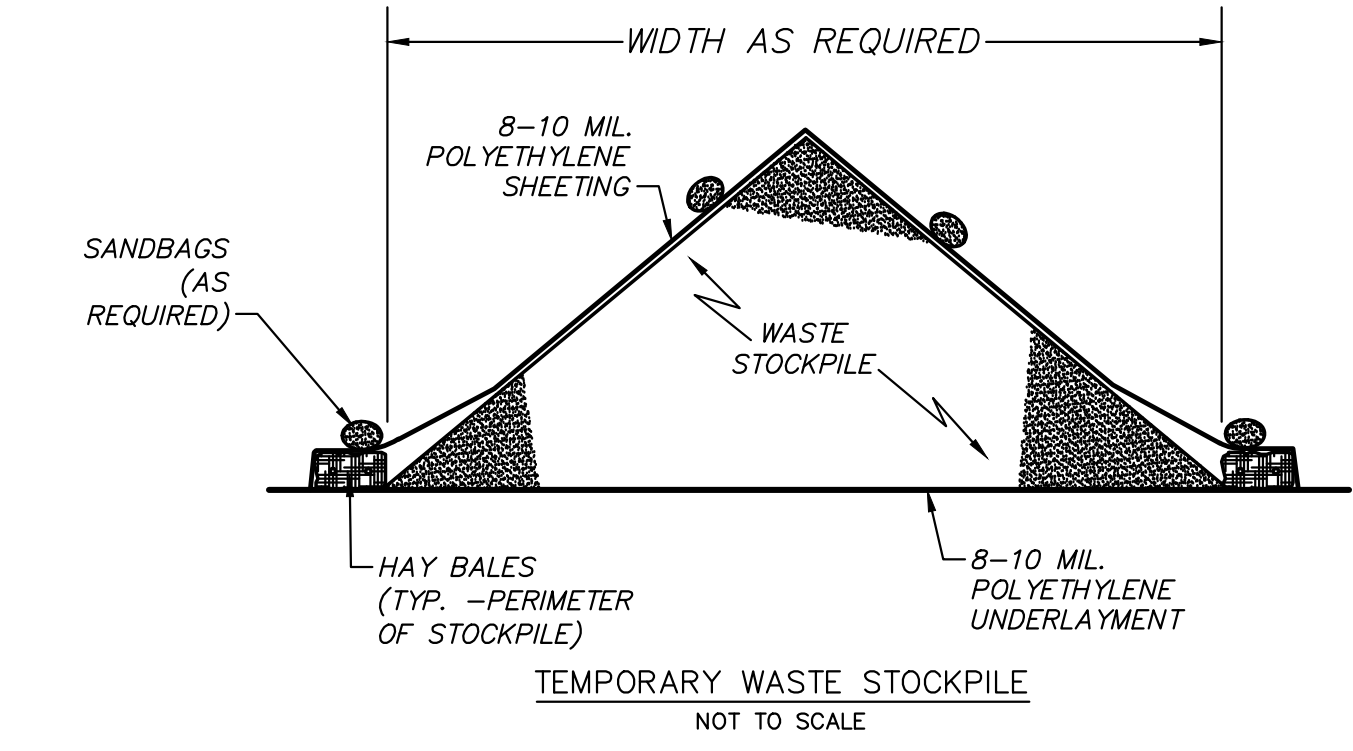 WIDTH AS REQUIRED
8-10 MIL.
POLYETHYLENE
SHEETING
SANDBAGS
(AS
REQUIRED)
WASTE
STOCKPILE
HAY BALES
(TYP. -PERIMETER
OF STOCKPILE)
8-10 MIL.
POLYETHYLENE
UNDERLAYMENT
TEMPORARY WASTE STOCKPILE
NOT TO SCALE